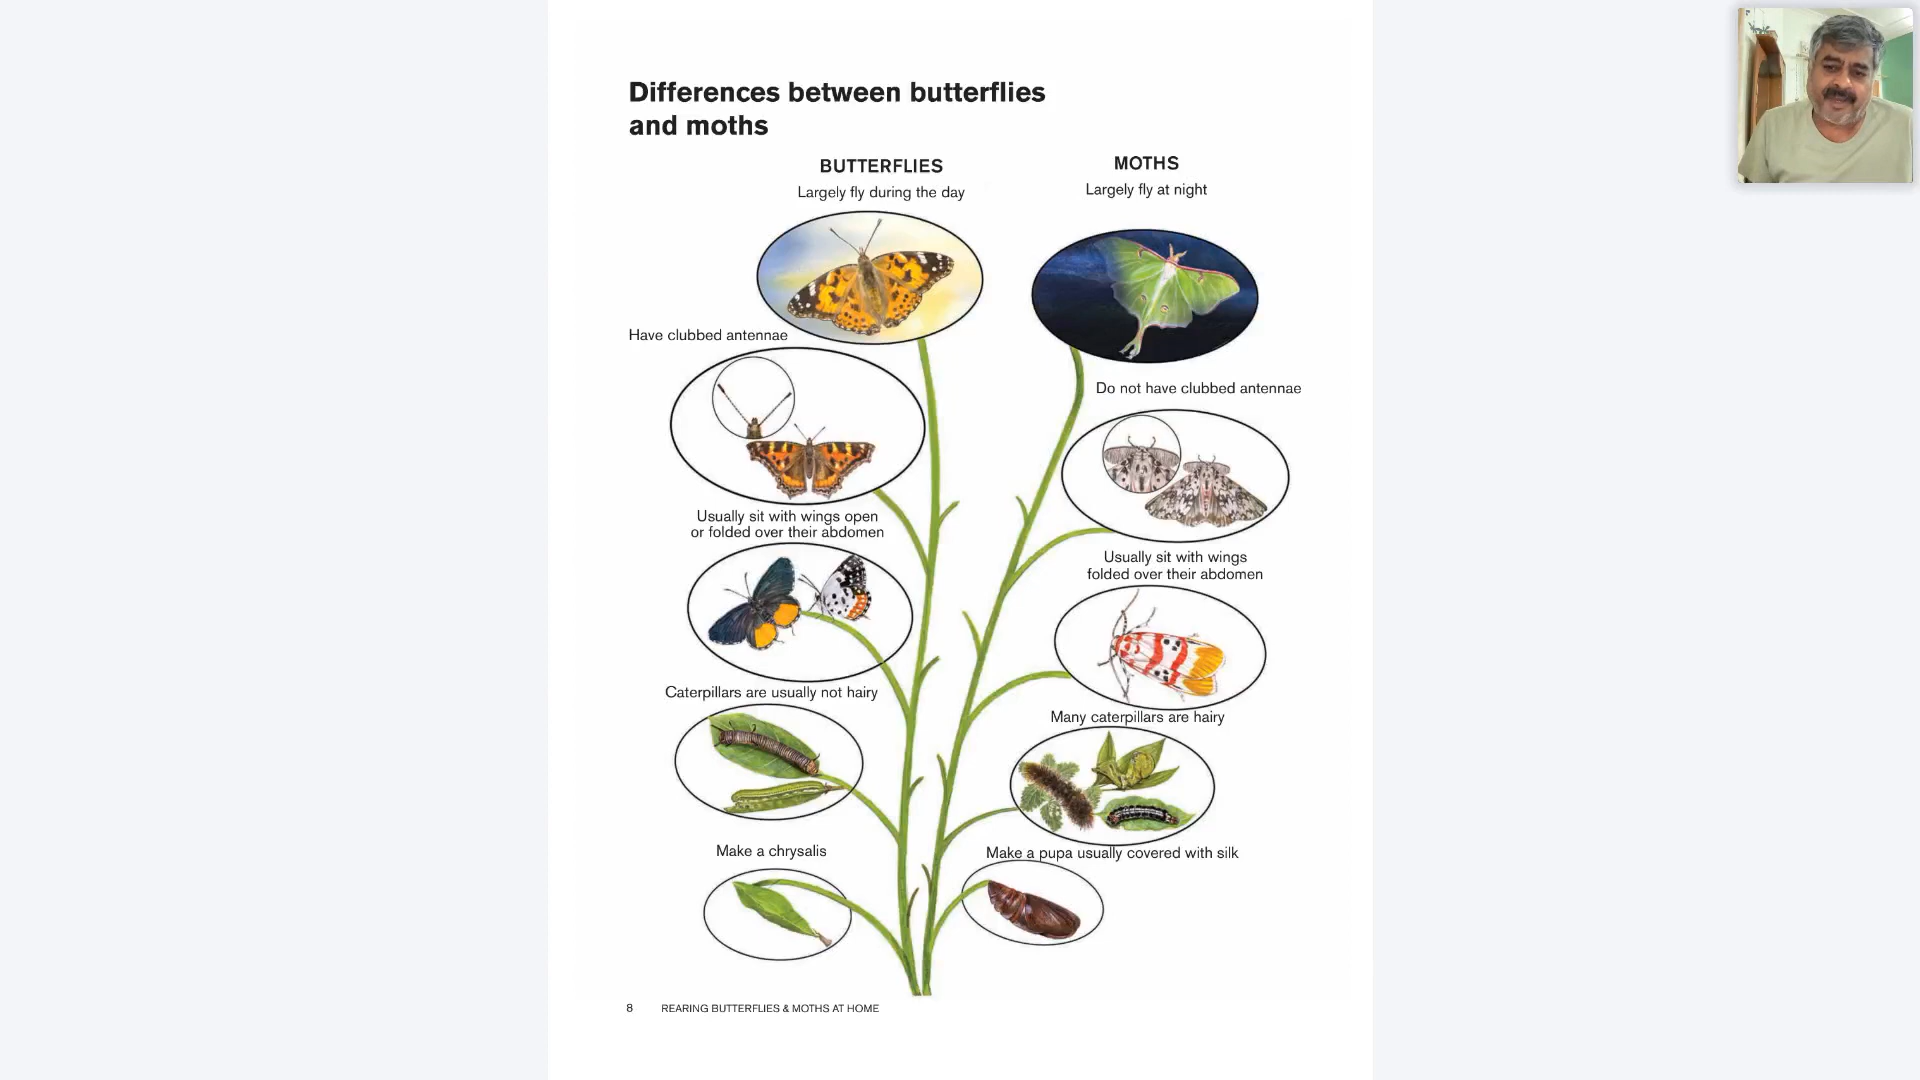 Differences between butterflies
and moths
BUTTERFLIES
Largely fly during the day
Have clubbed antennae
Usually sit with wings open
or folded over their abdomen
Caterpillars are usually not hairy
Make a chrysalis
MOTHS
Largely fly at night
Do not have clubbed antennae
Usually sit with wings
folded over their abdomen
Many caterpillars are hairy
Make a pupa usually covered with silk
8 REARING BUTTERFLIES & MOTHS AT HOME